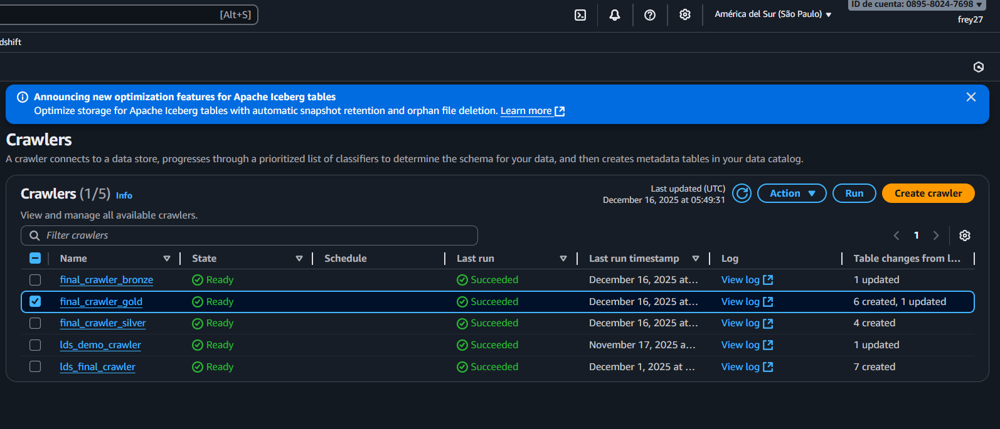 [Alt+S]
América del Sur (São Paulo)
ID de cuenta: 0895-8024-7698
frey27
dshift
Announcing new optimization features for Apache Iceberg tables
Optimize storage for Apache Iceberg tables with automatic snapshot retention and orphan file deletion. Learn more
Crawlers
A crawler connects to a data store, progresses through a prioritized list of classifiers to determine the schema for your data, and then creates metadata tables in your data catalog.
Crawlers (1/5) Info
Last updated (UTC)
December 16, 2025 at 05:49:31
Action
Run
Create crawler
View and manage all available crawlers.
Filter crawlers
1
Name State Schedule Last run Last run timestamp Log Table changes from l...
final_crawler_bronze Ready Succeeded December 16, 2025 at... View log 1 updated
final_crawler_gold Ready Succeeded December 16, 2025 at... View log 6 created, 1 updated
final_crawler_silver Ready Succeeded December 16, 2025 at... View log 4 created
lds_demo_crawler Ready Succeeded November 17, 2025 a... View log 1 updated
lds_final_crawler Ready Succeeded December 1, 2025 at ... View log 7 created